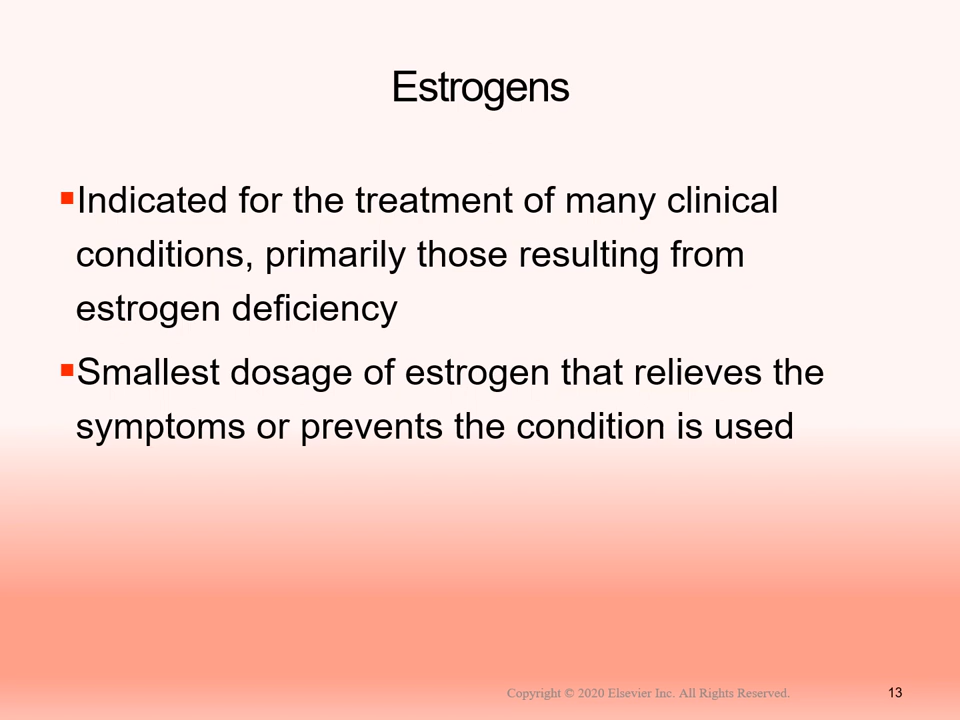 Estrogens
▪Indicated for the treatment of many clinical
conditions, primarily those resulting from
estrogen deficiency
▪Smallest dosage of estrogen that relieves the
symptoms or prevents the condition is used
Copyright © 2020 Elsevier Inc. All Rights Reserved.
13